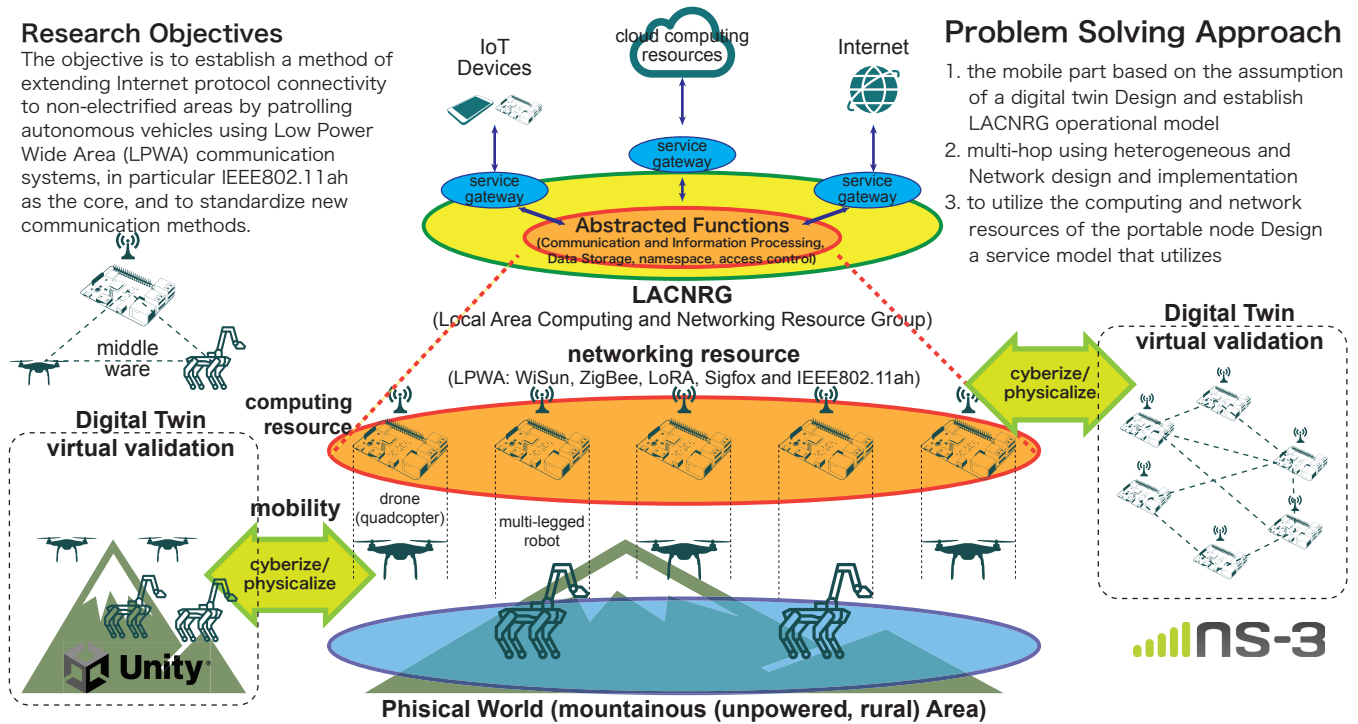 Research Objectives
The objective is to establish a method of
extending Internet protocol connectivity
to non-electrified areas by patrolling
autonomous vehicles using Low Power
Wide Area (LPWA) communication
systems, in particular IEEE802.11ah
as the core, and to standardize new
communication methods.
middle
ware
IoT
Devices
cloud computing
resources
Internet
service
gateway
service
gateway
service
gateway
Abstracted Functions
(Communication and Information Processing,
Data Storage, namespace, access control)
LACNRG
(Local Area Computing and Networking Resource Group)
networking resource
(LPWA: WiSun, ZigBee, LoRA, Sigfox and IEEE802.11ah)
computing
resource
Problem Solving Approach
1. the mobile part based on the assumption
of a digital twin Design and establish
LACNRG operational model
2. multi-hop using heterogeneous and
Network design and implementation
3. to utilize the computing and network
resources of the portable node Design
a service model that utilizes
Digital Twin
virtual validation
cyberize/
physicalize
Digital Twin
virtual validation
mobility
cyberize/
physicalize
drone
(quadcopter)
multi-legged
robot
Unity
ns-3
Phisical World (mountainous (unpowered, rural) Area)